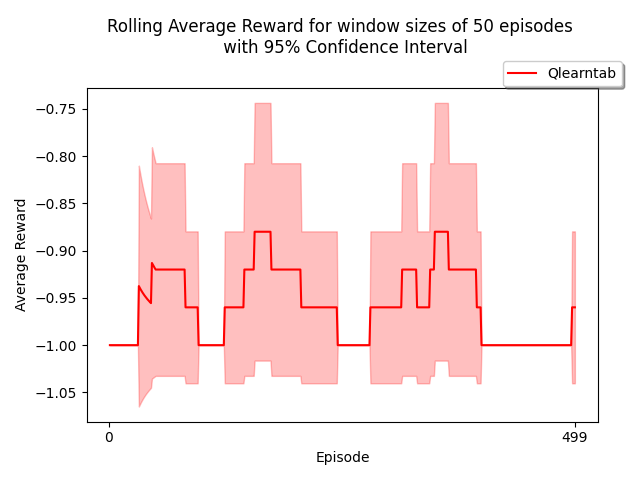 Rolling Average Reward for window sizes of 50 episodes
with 95% Confidence Interval
Qlearntab
−0.75
−0.80
−0.85
−0.90
−0.95
−1.00
−1.05
Average Reward
0
499
Episode